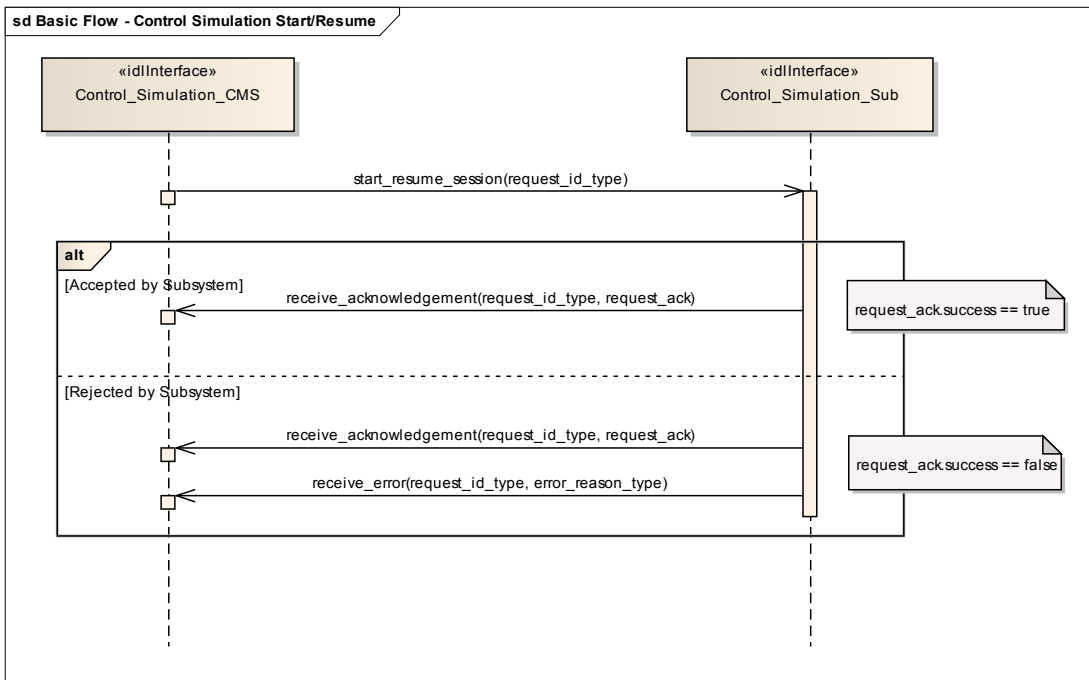 sd Basic Flow - Control Simulation Start/Resume
«idlInterface»
Control_Simulation_CMS
«idlInterface»
Control_Simulation_Sub
start_resume_session(request_id_type)
alt
[Accepted by Subsystem]
receive_acknowledgement(request_id_type, request_ack)
request_ack.success == true
[Rejected by Subsystem]
receive_acknowledgement(request_id_type, request_ack)
request_ack.success == false
receive_error(request_id_type, error_reason_type)